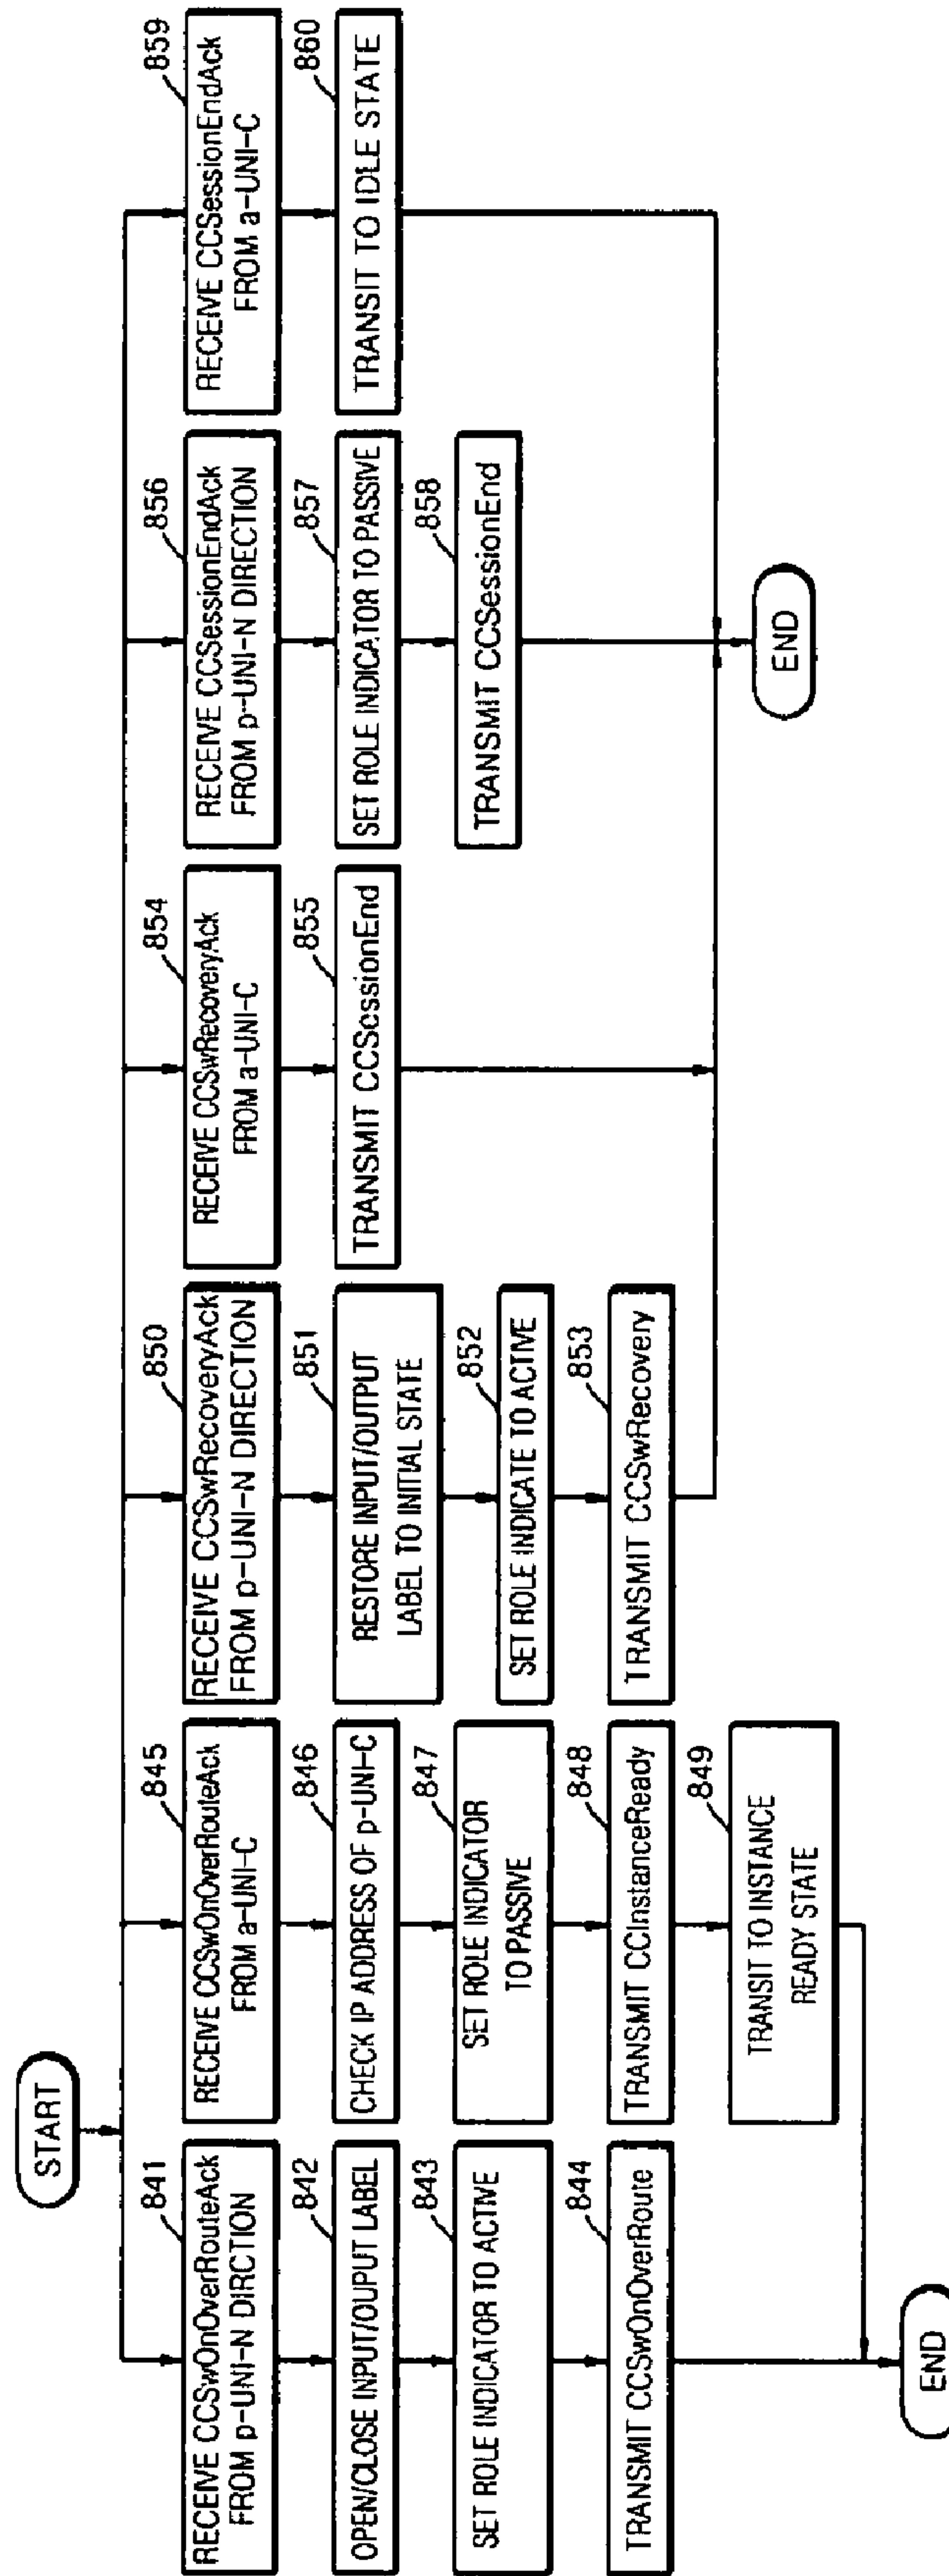 START
841
RECEIVE CCSwOnOverRouteAck
FROM p-UNI-N DIRCTION
842
OPEN/CLOSE INPUT/OUPUT LABEL
843
SET ROLE INDICATOR TO ACTIVE
844
TRANSMIT CCSwOnOverRoute
845
RECEIVE CCSwOnOverRouteAck
FROM a-UNI-C
846
CHECK IP ADDRESS OF p-UNI-C
847
SET ROLE INDICATOR
TO PASSIVE
848
TRANSMIT CCInstanceReady
849
TRANSIT TO INSTANCE
READY STATE
END
850
RECEIVE CCSwRecoveryAck
FROM p-UNI-N DIRECTION
851
RESTORE INPUT/OUTPUT
LABEL TO INITIAL STATE
852
SET ROLE INDICATE TO ACTIVE
853
TRANSMIT CCSwRecovery
854
RECEIVE CCSwRecoveryAck
FROM a-UNI-C
855
TRANSMIT CCSessionEnd
856
RECEIVE CCSessionEndAck
FROM p-UNI-N DIRECTION
857
SET ROLE INDICATOR TO PASSIVE
858
TRANSMIT CCSessionEnd
859
RECEIVE CCSessionEndAck
FROM a-UNI-C
860
TRANSIT TO IDLE STATE
END